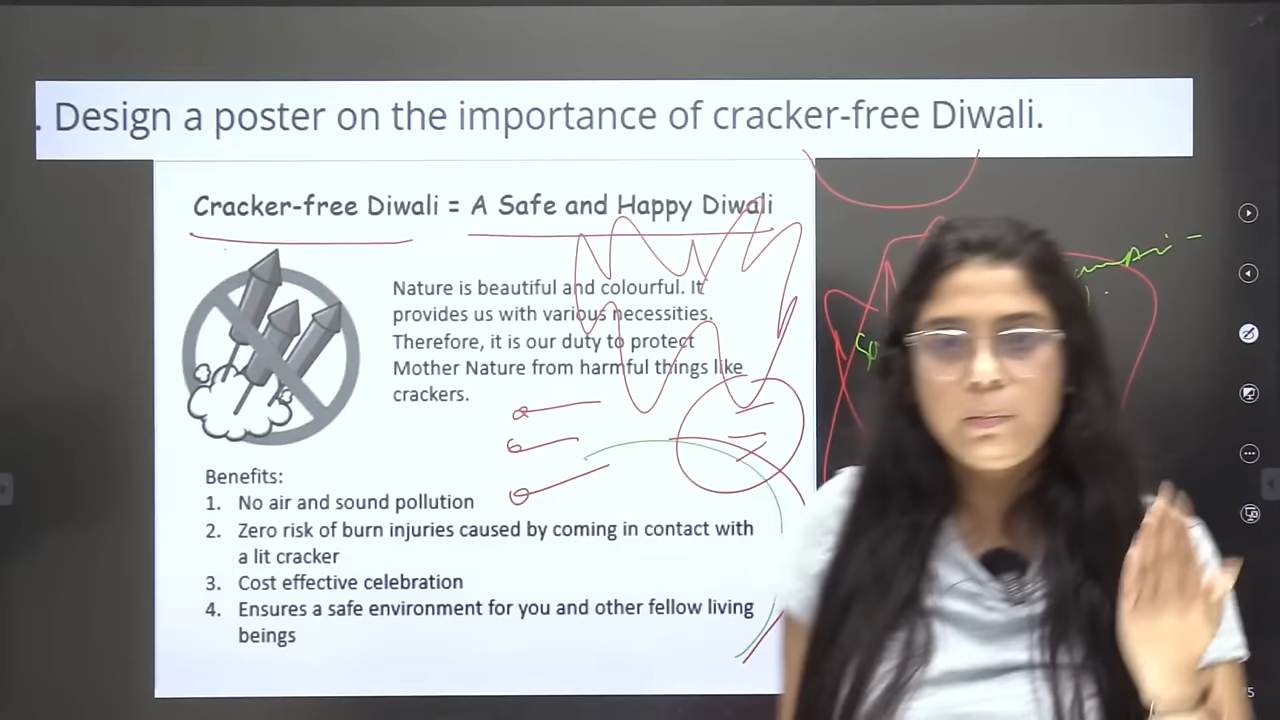 . Design a poster on the importance of cracker-free Diwali.
Cracker-free Diwali = A Safe and Happy Diwali
Nature is beautiful and colourful. It
provides us with various necessities.
Therefore, it is our duty to protect
Mother Nature from harmful things like
crackers.
Benefits:
1. No air and sound pollution
2. Zero risk of burn injuries caused by coming in contact with
a lit cracker
3. Cost effective celebration
4. Ensures a safe environment for you and other fellow living
beings